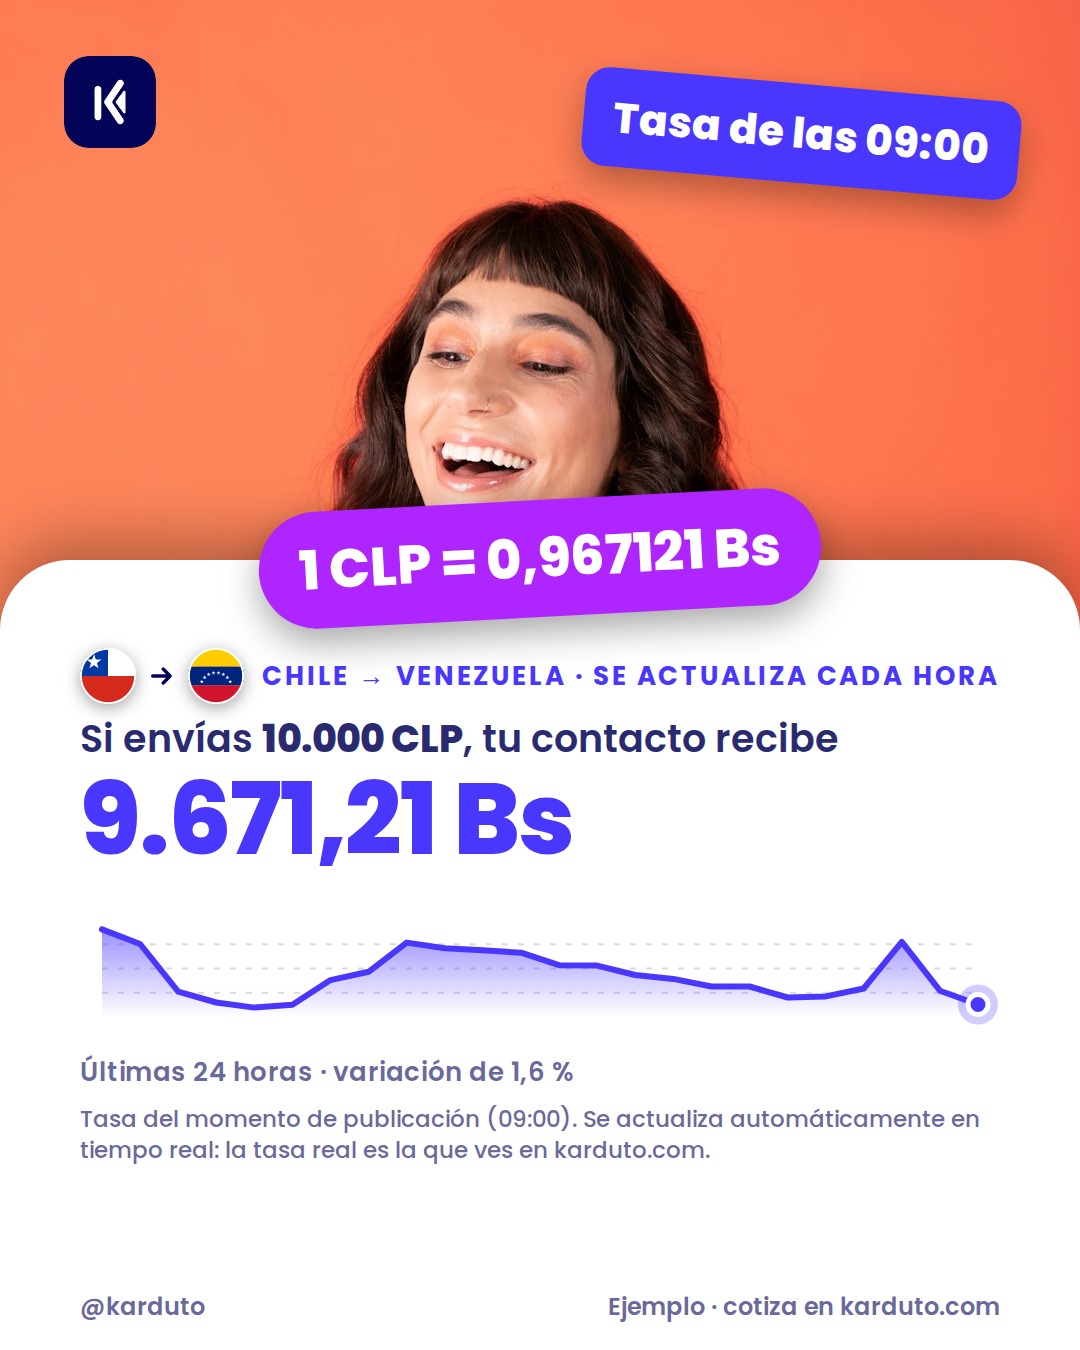 Tasa de las 09:00
1 CLP = 0,967121 Bs
CHILE → VENEZUELA · SE ACTUALIZA CADA HORA
Si envías 10.000 CLP, tu contacto recibe
9.671,21 Bs
Últimas 24 horas · variación de 1,6 %
Tasa del momento de publicación (09:00). Se actualiza automáticamente en
tiempo real: la tasa real es la que ves en karduto.com.
@karduto
Ejemplo · cotiza en karduto.com